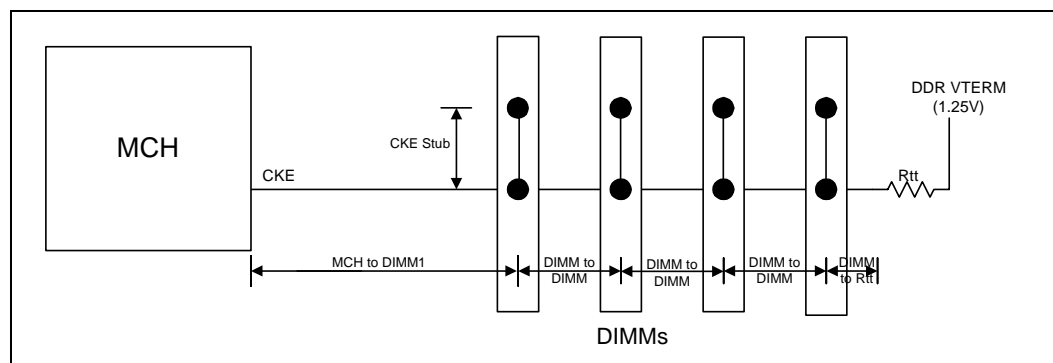 DDR VTERM
(1.25V)
MCH
CKE Stub
CKE
Rtt
MCH to DIMM1
DIMM to
DIMM
DIMM to
DIMM
DIMM to
DIMM
DIMM
to Rtt
DIMMs